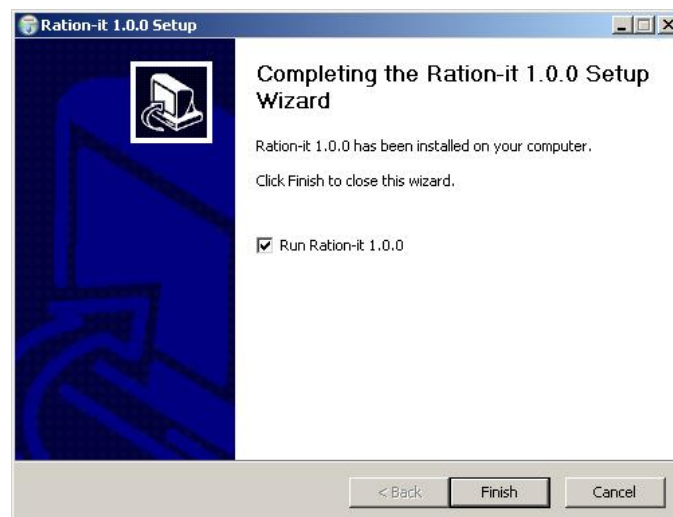 Ration-it 1.0.0 Setup
Completing the Ration-it 1.0.0 Setup
Wizard
Ration-it 1.0.0 has been installed on your computer.
Click Finish to close this wizard.
Run Ration-it 1.0.0
< Back
Finish
Cancel